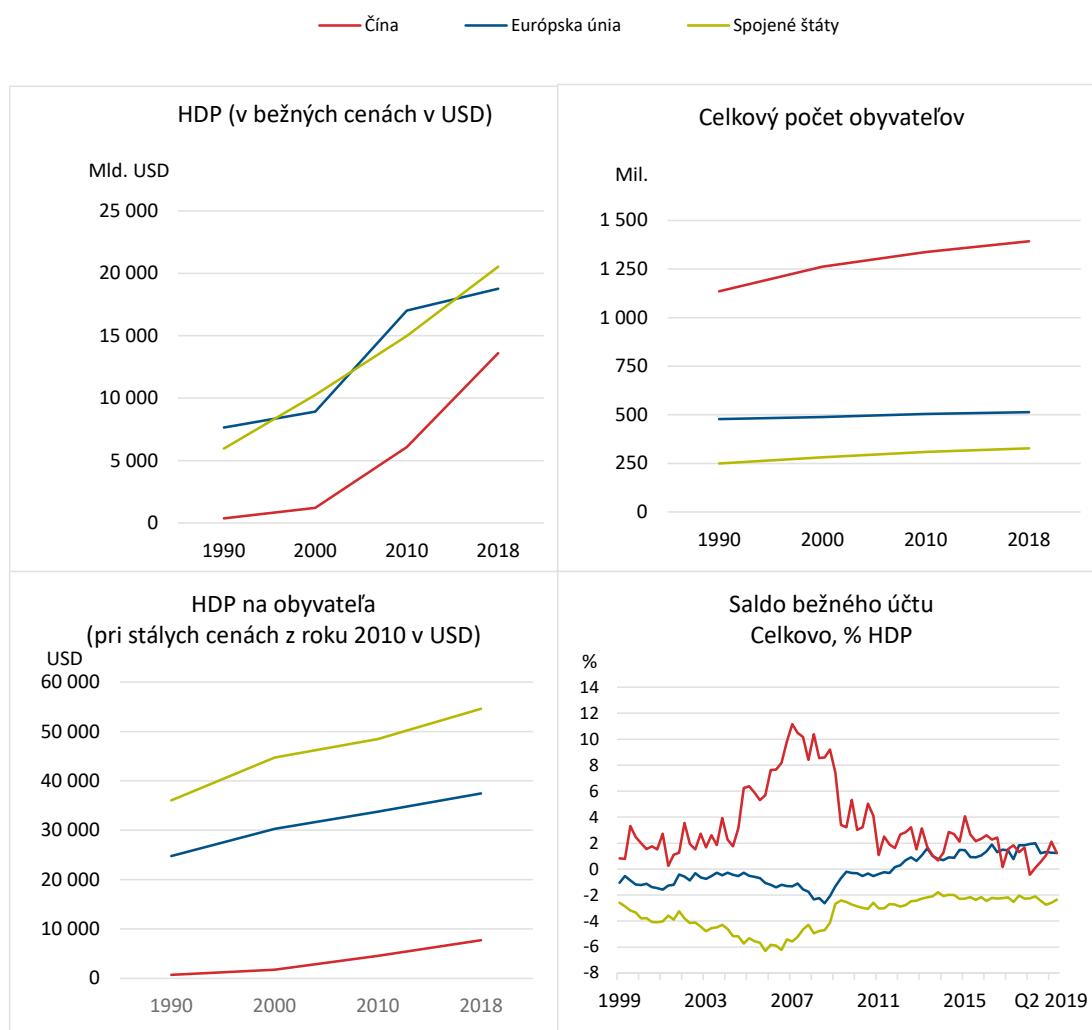 Čína Európska únia Spojené štáty
HDP (v bežných cenách v USD)
Mld. USD
25 000
20 000
15 000
10 000
5 000
0
1990 2000 2010 2018
Celkový počet obyvateľov
Mil.
1 500
1 250
1 000
750
500
250
0
1990 2000 2010 2018
HDP na obyvateľa
(pri stálych cenách z roku 2010 v USD)
USD
60 000
50 000
40 000
30 000
20 000
10 000
0
1990 2000 2010 2018
Saldo bežného účtu
Celkovo, % HDP
%
14
12
10
8
6
4
2
0
-2
-4
-6
-8
1999 2003 2007 2011 2015 Q2 2019